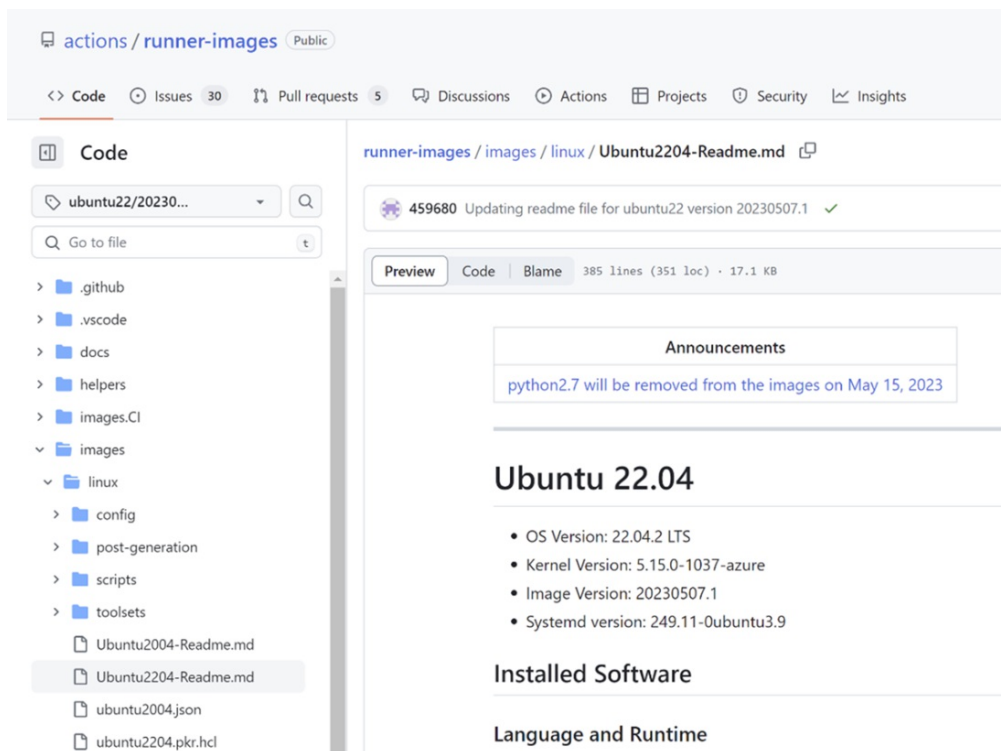 actions / runner-images Public
Code Issues 30 Pull requests 5 Discussions Actions Projects Security Insights
Code
ubuntu22/20230...
Go to file t
.github
.vscode
docs
helpers
images.CI
images
linux
config
post-generation
scripts
toolsets
Ubuntu2004-Readme.md
Ubuntu2204-Readme.md
ubuntu2004.json
ubuntu2204.pkr.hcl
runner-images / images / linux / Ubuntu2204-Readme.md
459680 Updating readme file for ubuntu22 version 20230507.1
Preview Code Blame 385 lines (351 loc) · 17.1 KB
Announcements
python2.7 will be removed from the images on May 15, 2023
Ubuntu 22.04
• OS Version: 22.04.2 LTS
• Kernel Version: 5.15.0-1037-azure
• Image Version: 20230507.1
• Systemd version: 249.11-0ubuntu3.9
Installed Software
Language and Runtime